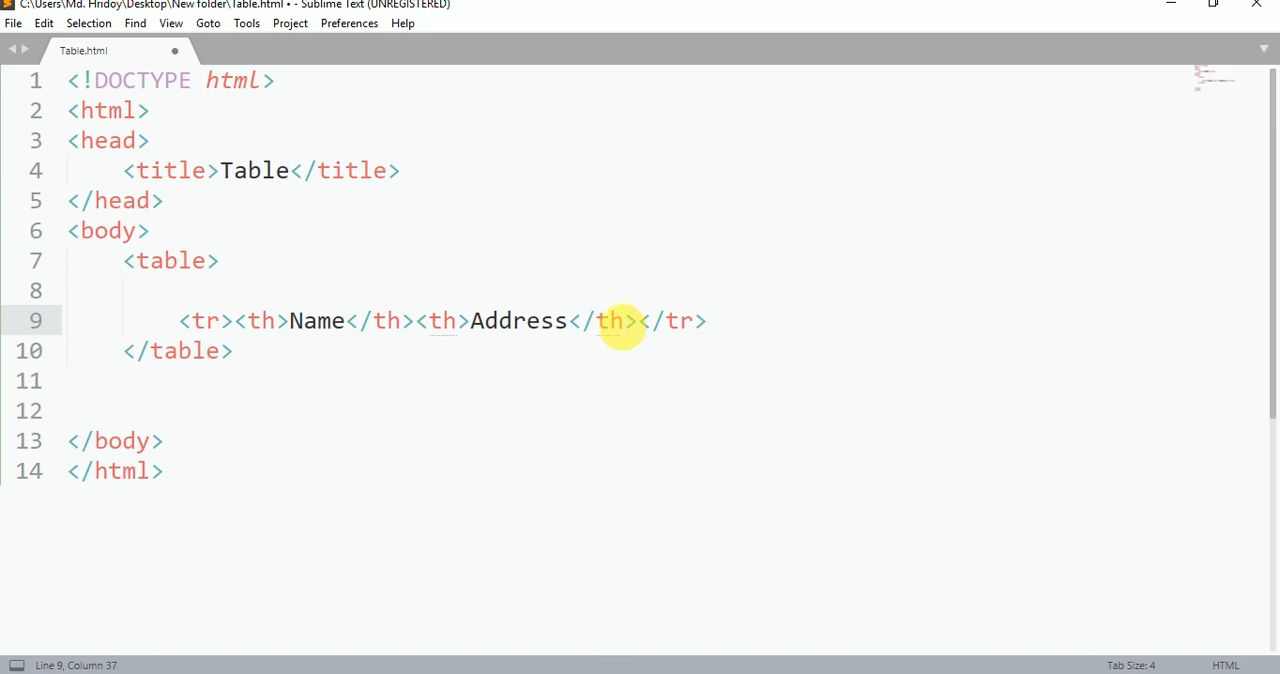 C:\Users\Md. Hridoy\Desktop\New folder\Table.html • - Sublime Text (UNREGISTERED)
File Edit Selection Find View Goto Tools Project Preferences Help
Table.html
1 <!DOCTYPE html>
2 <html>
3 <head>
4 <title>Table</title>
5 </head>
6 <body>
7 <table>
8
9 <tr><th>Name</th><th>Address</th></tr>
10 </table>
11
12
13 </body>
14 </html>
Line 9, Column 37 Tab Size: 4 HTML